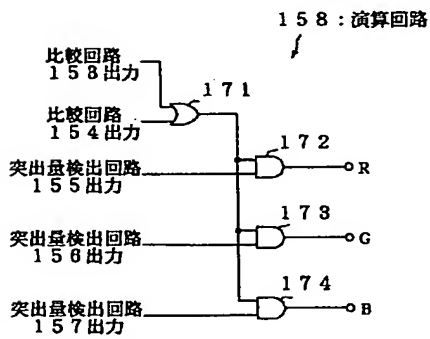 １５８：演算回路
比較回路
１５３出力
１７１
比較回路
１５４出力
１７２
突出量検出回路
１５５出力
R
１７３
突出量検出回路
１５６出力
G
１７４
突出量検出回路
１５７出力
B